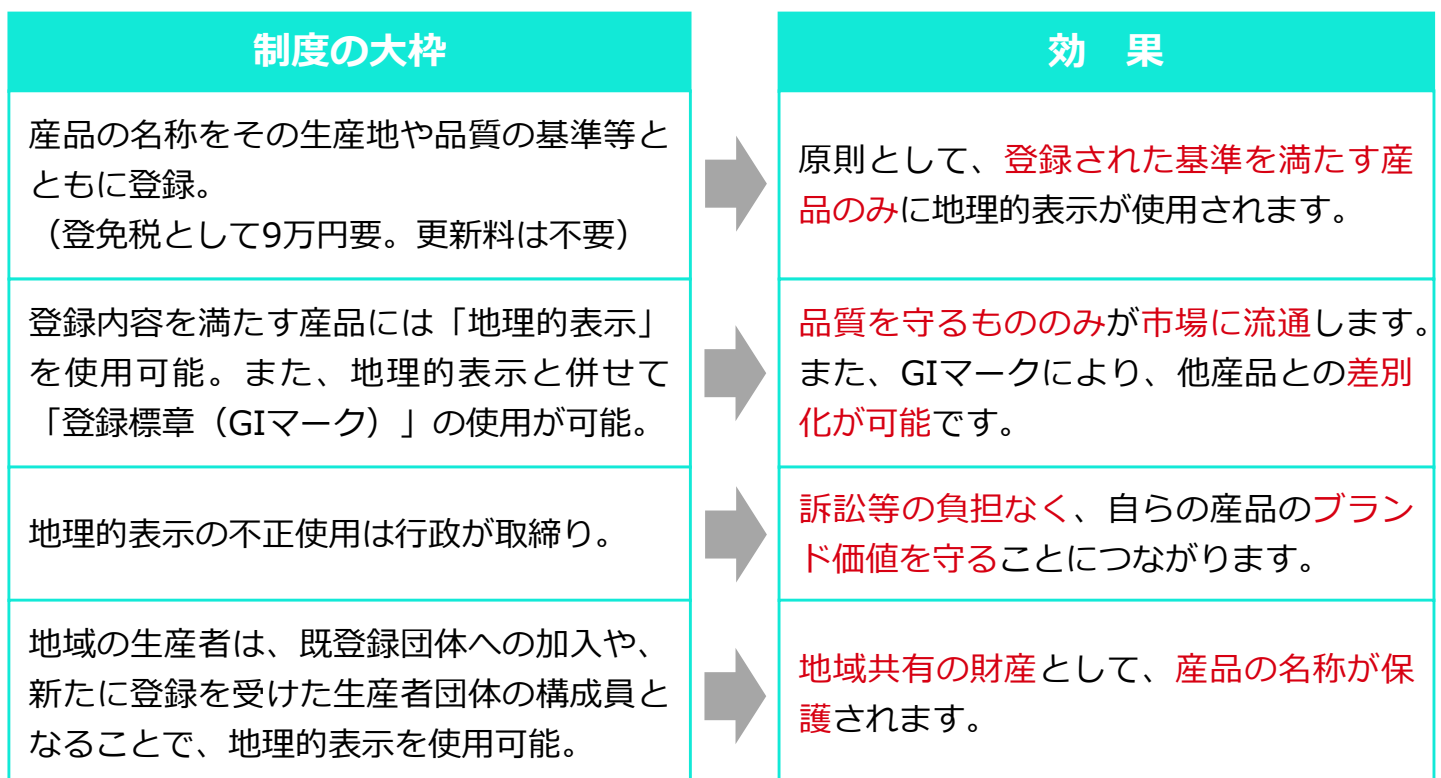 制度の大枠
効　果
産品の名称をその生産地や品質の基準等と
ともに登録。
（登免税として9万円要。更新料は不要）
原則として、登録された基準を満たす産
品のみに地理的表示が使用されます。
登録内容を満たす産品には「地理的表示」
を使用可能。また、地理的表示と併せて
「登録標章（GIマーク）」の使用が可能。
品質を守るもののみが市場に流通します。
また、GIマークにより、他産品との差別
化が可能です。
地理的表示の不正使用は行政が取締り。
訴訟等の負担なく、自らの産品のブラン
ド価値を守ることにつながります。
地域の生産者は、既登録団体への加入や、
新たに登録を受けた生産者団体の構成員と
なることで、地理的表示を使用可能。
地域共有の財産として、産品の名称が保
護されます。